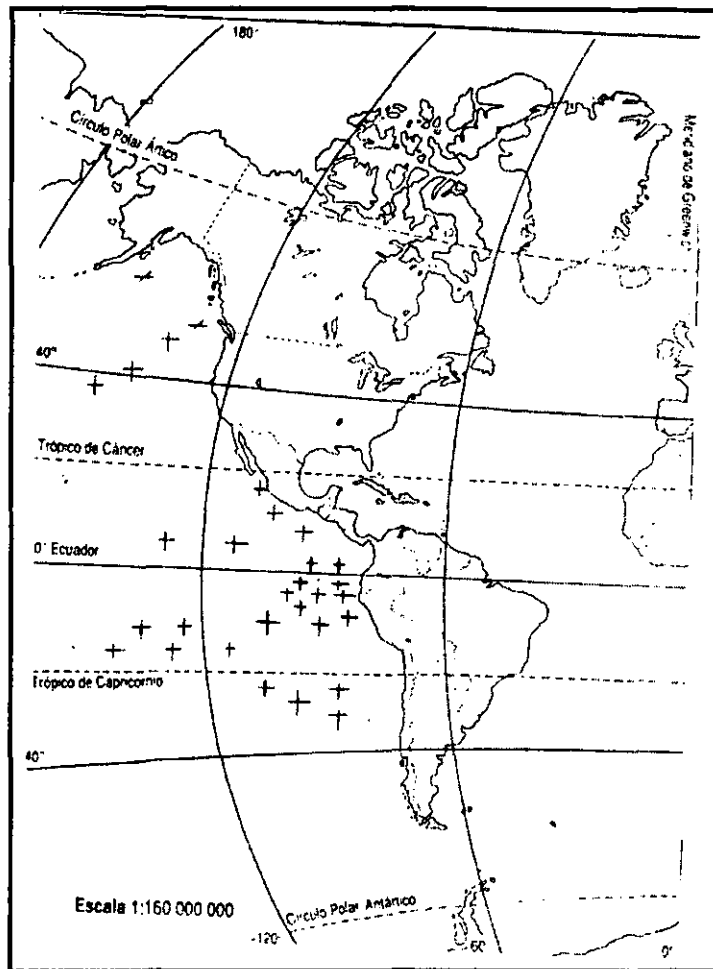 180°
Círculo Polar Ártico
Meridiano de Greenwic
40°
Trópico de Cáncer
0° Ecuador
Trópico de Capricornio
40°
Escala 1:160 000 000
Círculo Polar Antártico
-120°
-60°
0°